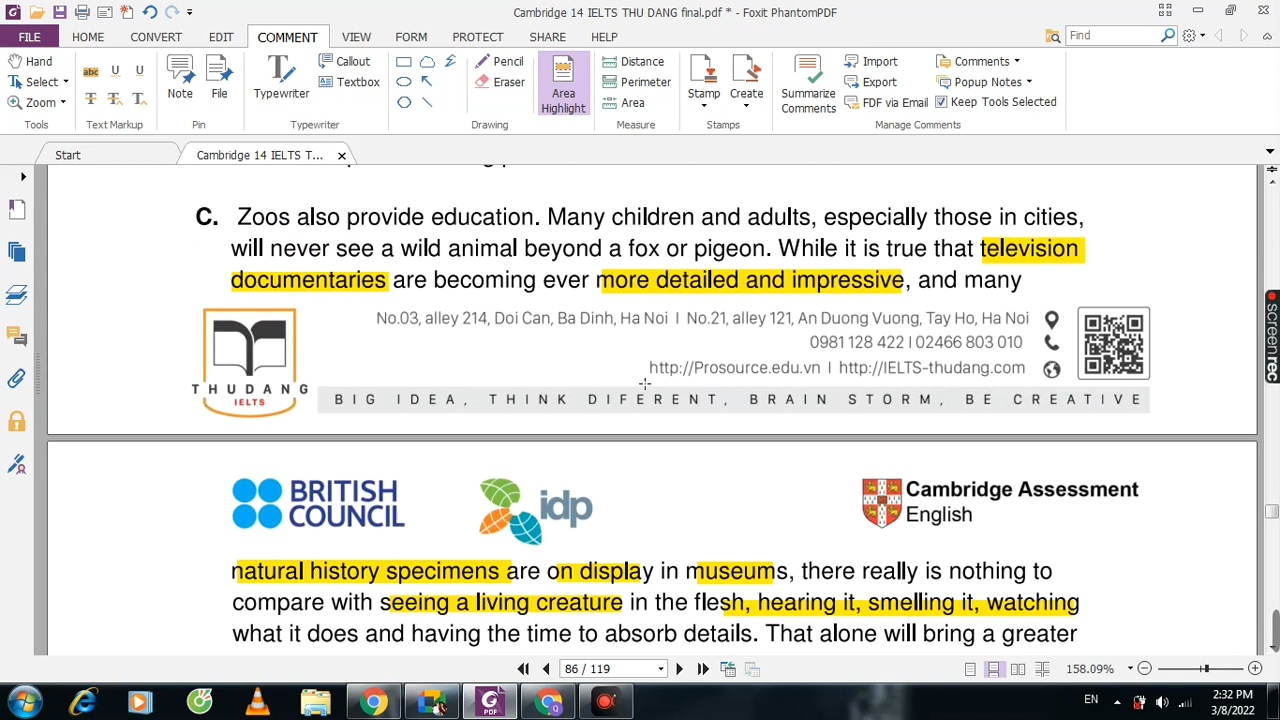 Cambridge 14 IELTS THU DANG final.pdf * - Foxit PhantomPDF
FILE HOME CONVERT EDIT COMMENT VIEW FORM PROTECT SHARE HELP Find
Hand
Select
Zoom
Tools
abc U U
T T T
Text Markup
Note
File
Pin
Typewriter
Callout
Textbox
Typewriter
Pencil
Eraser
Drawing
Area Highlight
Distance
Perimeter
Area
Measure
Stamp
Create
Stamps
Summarize Comments
Import
Export
FDF via Email
Comments
Popup Notes
Keep Tools Selected
Manage Comments
Start
Cambridge 14 IELTS T...
C. Zoos also provide education. Many children and adults, especially those in cities,
will never see a wild animal beyond a fox or pigeon. While it is true that television
documentaries are becoming ever more detailed and impressive, and many
THUDANG
IELTS
No.03, alley 214, Doi Can, Ba Dinh, Ha Noi I No.21, alley 121, An Duong Vuong, Tay Ho, Ha Noi
0981 128 422 I 02466 803 010
http://Prosource.edu.vn I http://IELTS-thudang.com
BIG IDEA, THINK DIFERENT, BRAIN STORM, BE CREATIVE
screenrec
BRITISH
COUNCIL
idp
Cambridge Assessment
English
natural history specimens are on display in museums, there really is nothing to
compare with seeing a living creature in the flesh, hearing it, smelling it, watching
what it does and having the time to absorb details. That alone will bring a greater
86 / 119
158.09%
EN
2:32 PM
3/8/2022